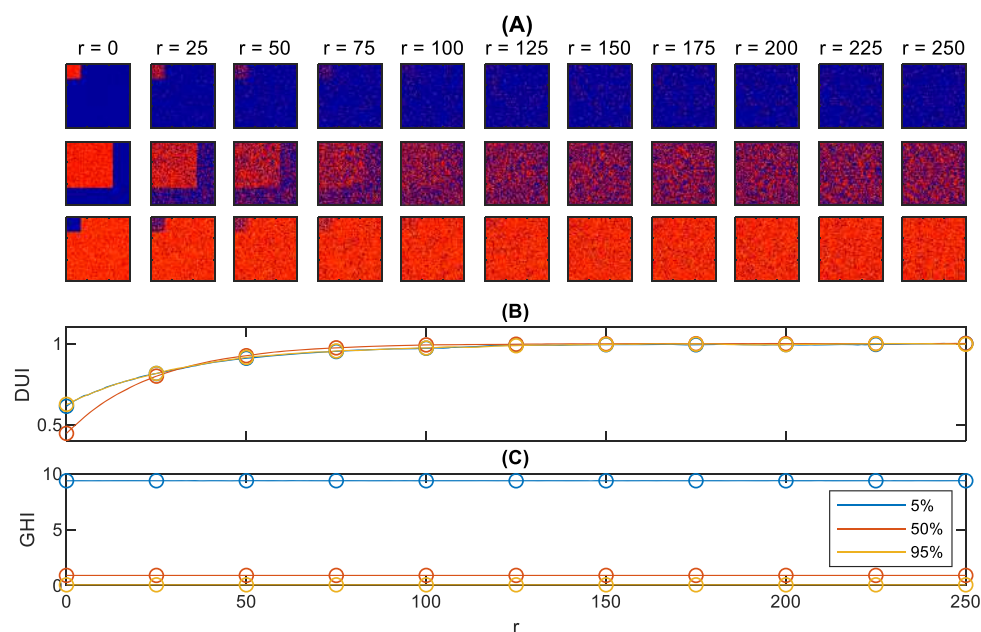 (A)
r = 0 r = 25 r = 50 r = 75 r = 100 r = 125 r = 150 r = 175 r = 200 r = 225 r = 250
(B)
1
DUI
0.5
(C)
10
GHI
5
0
5%
50%
95%
0 50 100 150 200 250
r